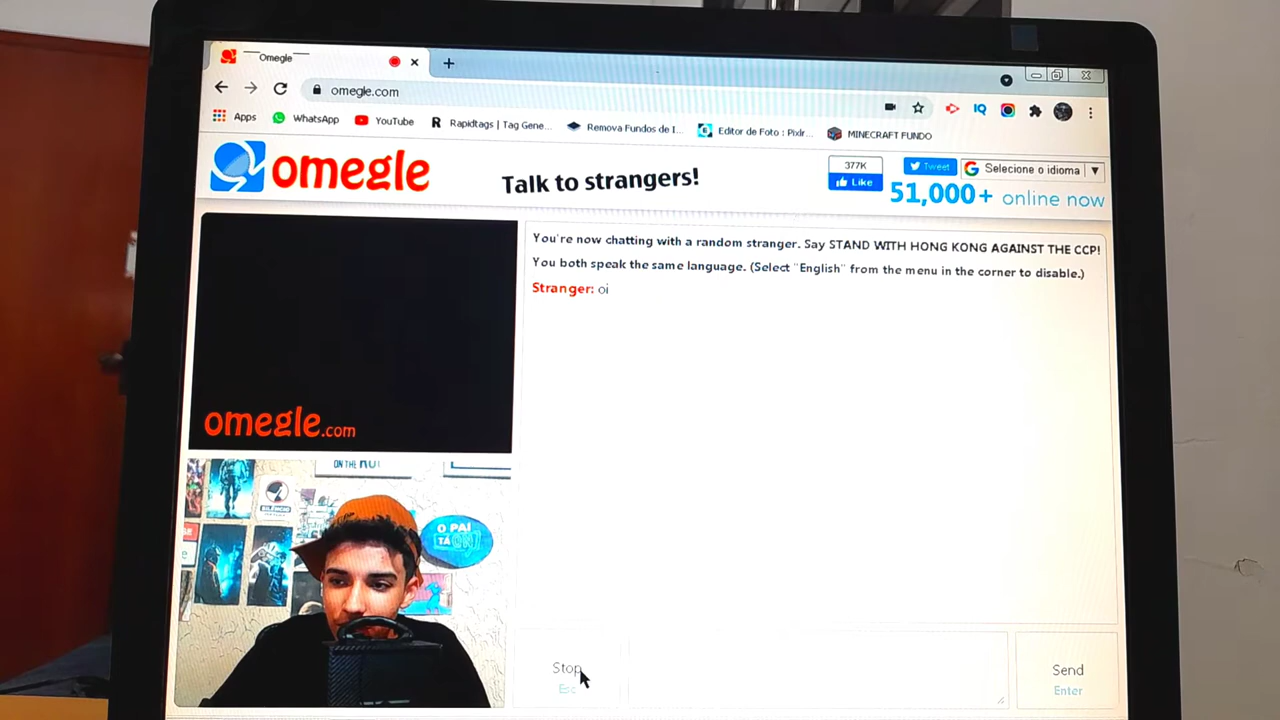 Omegle
omegle.com
Apps WhatsApp YouTube Rapidtags | Tag Gene... Remova Fundos de I... Editor de Foto : Pixlr... MINECRAFT FUNDO
omegle
Talk to strangers!
377K
Like
Tweet
Selecione o idioma
51,000+ online now
You're now chatting with a random stranger. Say STAND WITH HONG KONG AGAINST THE CCP!
You both speak the same language. (Select "English" from the menu in the corner to disable.)
Stranger: oi
omegle.com
ON THE
O PAI
TÁ ON!
Stop
Esc
Send
Enter